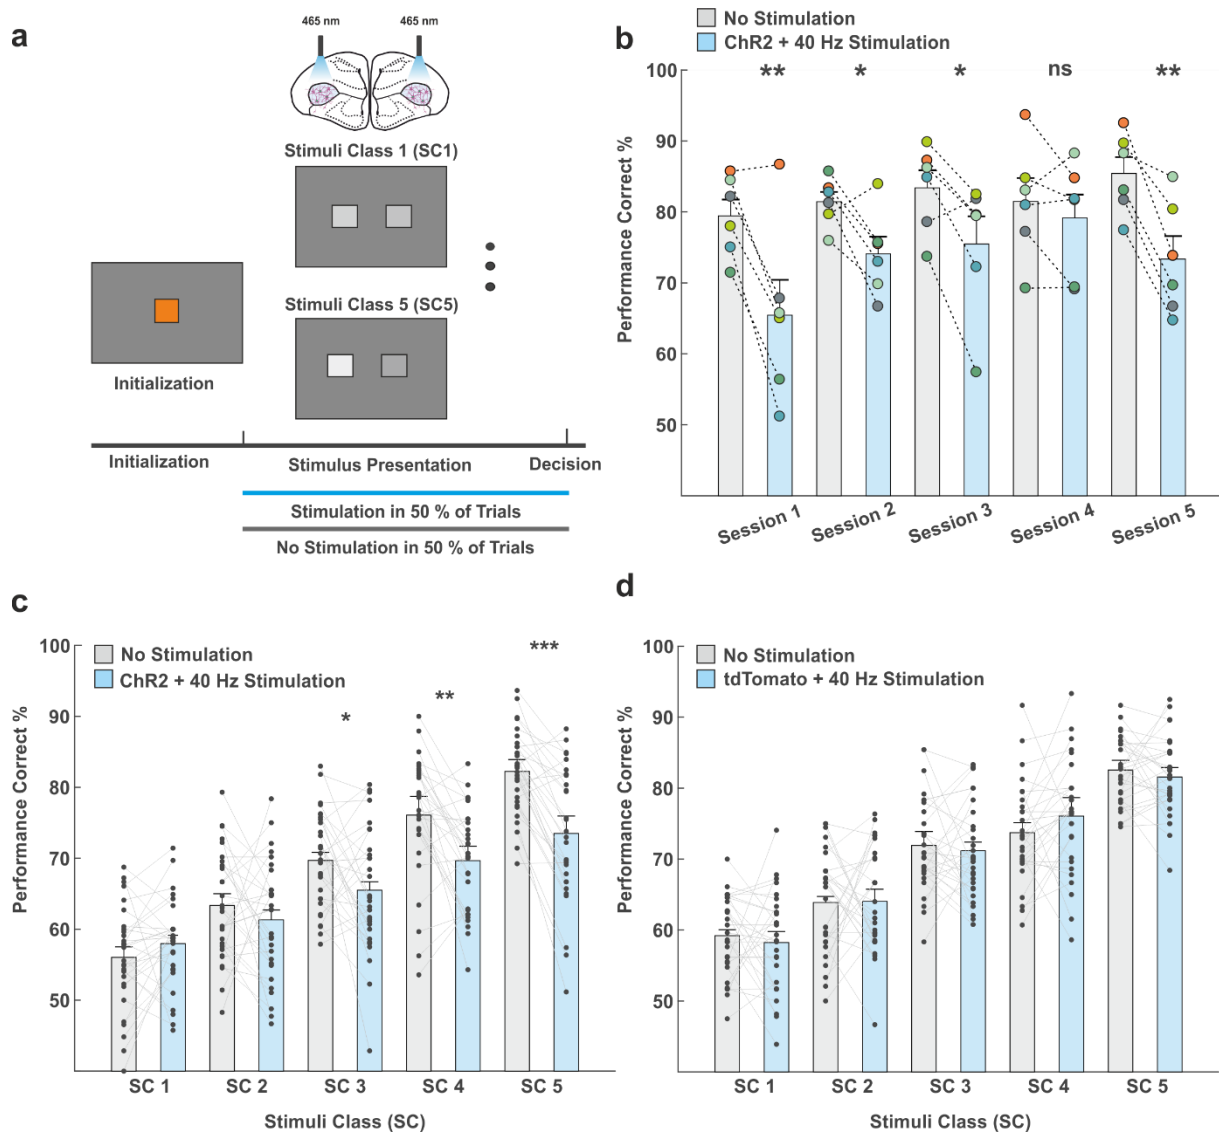 a
465 nm
465 nm
Stimuli Class 1 (SC1)
Stimuli Class 5 (SC5)
Initialization
Initialization
Stimulus Presentation
Decision
Stimulation in 50 % of Trials
No Stimulation in 50 % of Trials
b
No Stimulation
ChR2 + 40 Hz Stimulation
** * * ns **
Performance Correct %
100
90
80
70
60
50
Session 1
Session 2
Session 3
Session 4
Session 5
c
No Stimulation
ChR2 + 40 Hz Stimulation
* ** ***
Performance Correct %
100
90
80
70
60
50
SC 1 SC 2 SC 3 SC 4 SC 5
Stimuli Class (SC)
d
No Stimulation
tdTomato + 40 Hz Stimulation
Performance Correct %
100
90
80
70
60
50
SC 1 SC 2 SC 3 SC 4 SC 5
Stimuli Class (SC)